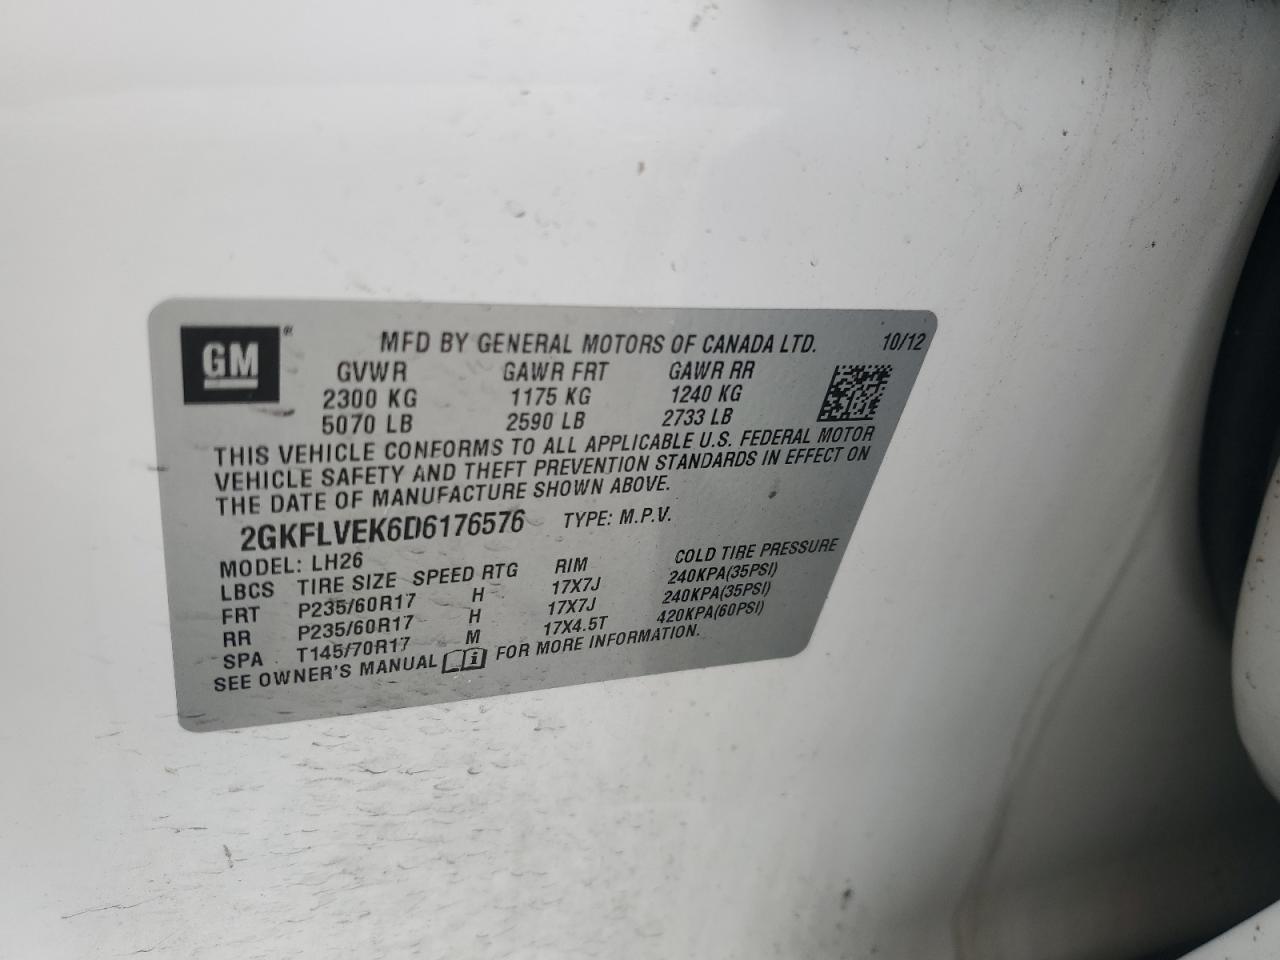 GM ®
MFD BY GENERAL MOTORS OF CANADA LTD. 10/12
GVWR GAWR FRT GAWR RR
2300 KG 1175 KG 1240 KG
5070 LB 2590 LB 2733 LB
THIS VEHICLE CONFORMS TO ALL APPLICABLE U.S. FEDERAL MOTOR
VEHICLE SAFETY AND THEFT PREVENTION STANDARDS IN EFFECT ON
THE DATE OF MANUFACTURE SHOWN ABOVE.
2GKFLVEK6D6176576 TYPE: M.P.V.
MODEL: LH26
LBCS TIRE SIZE SPEED RTG RIM COLD TIRE PRESSURE
FRT P235/60R17 H 17X7J 240KPA(35PSI)
RR P235/60R17 H 17X7J 240KPA(35PSI)
SPA T145/70R17 M 17X4.5T 420KPA(60PSI)
SEE OWNER'S MANUAL i FOR MORE INFORMATION.